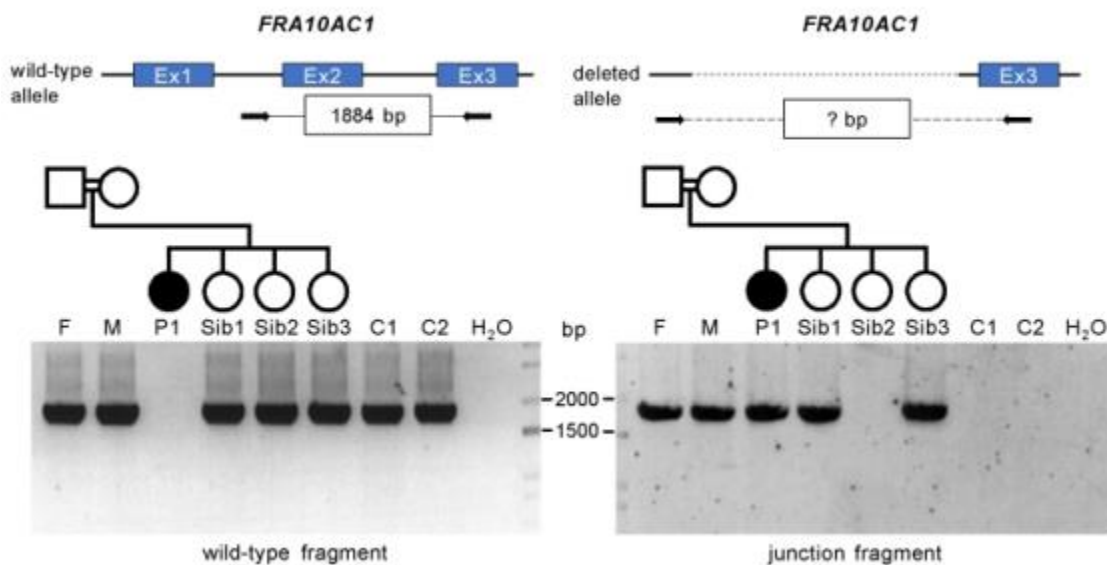 FRA10AC1
wild-type allele
Ex1 Ex2 Ex3
1884 bp
F M P1 Sib1 Sib2 Sib3 C1 C2 H₂O
wild-type fragment
bp
2000
1500
FRA10AC1
deleted allele
Ex3
? bp
F M P1 Sib1 Sib2 Sib3 C1 C2 H₂O
junction fragment